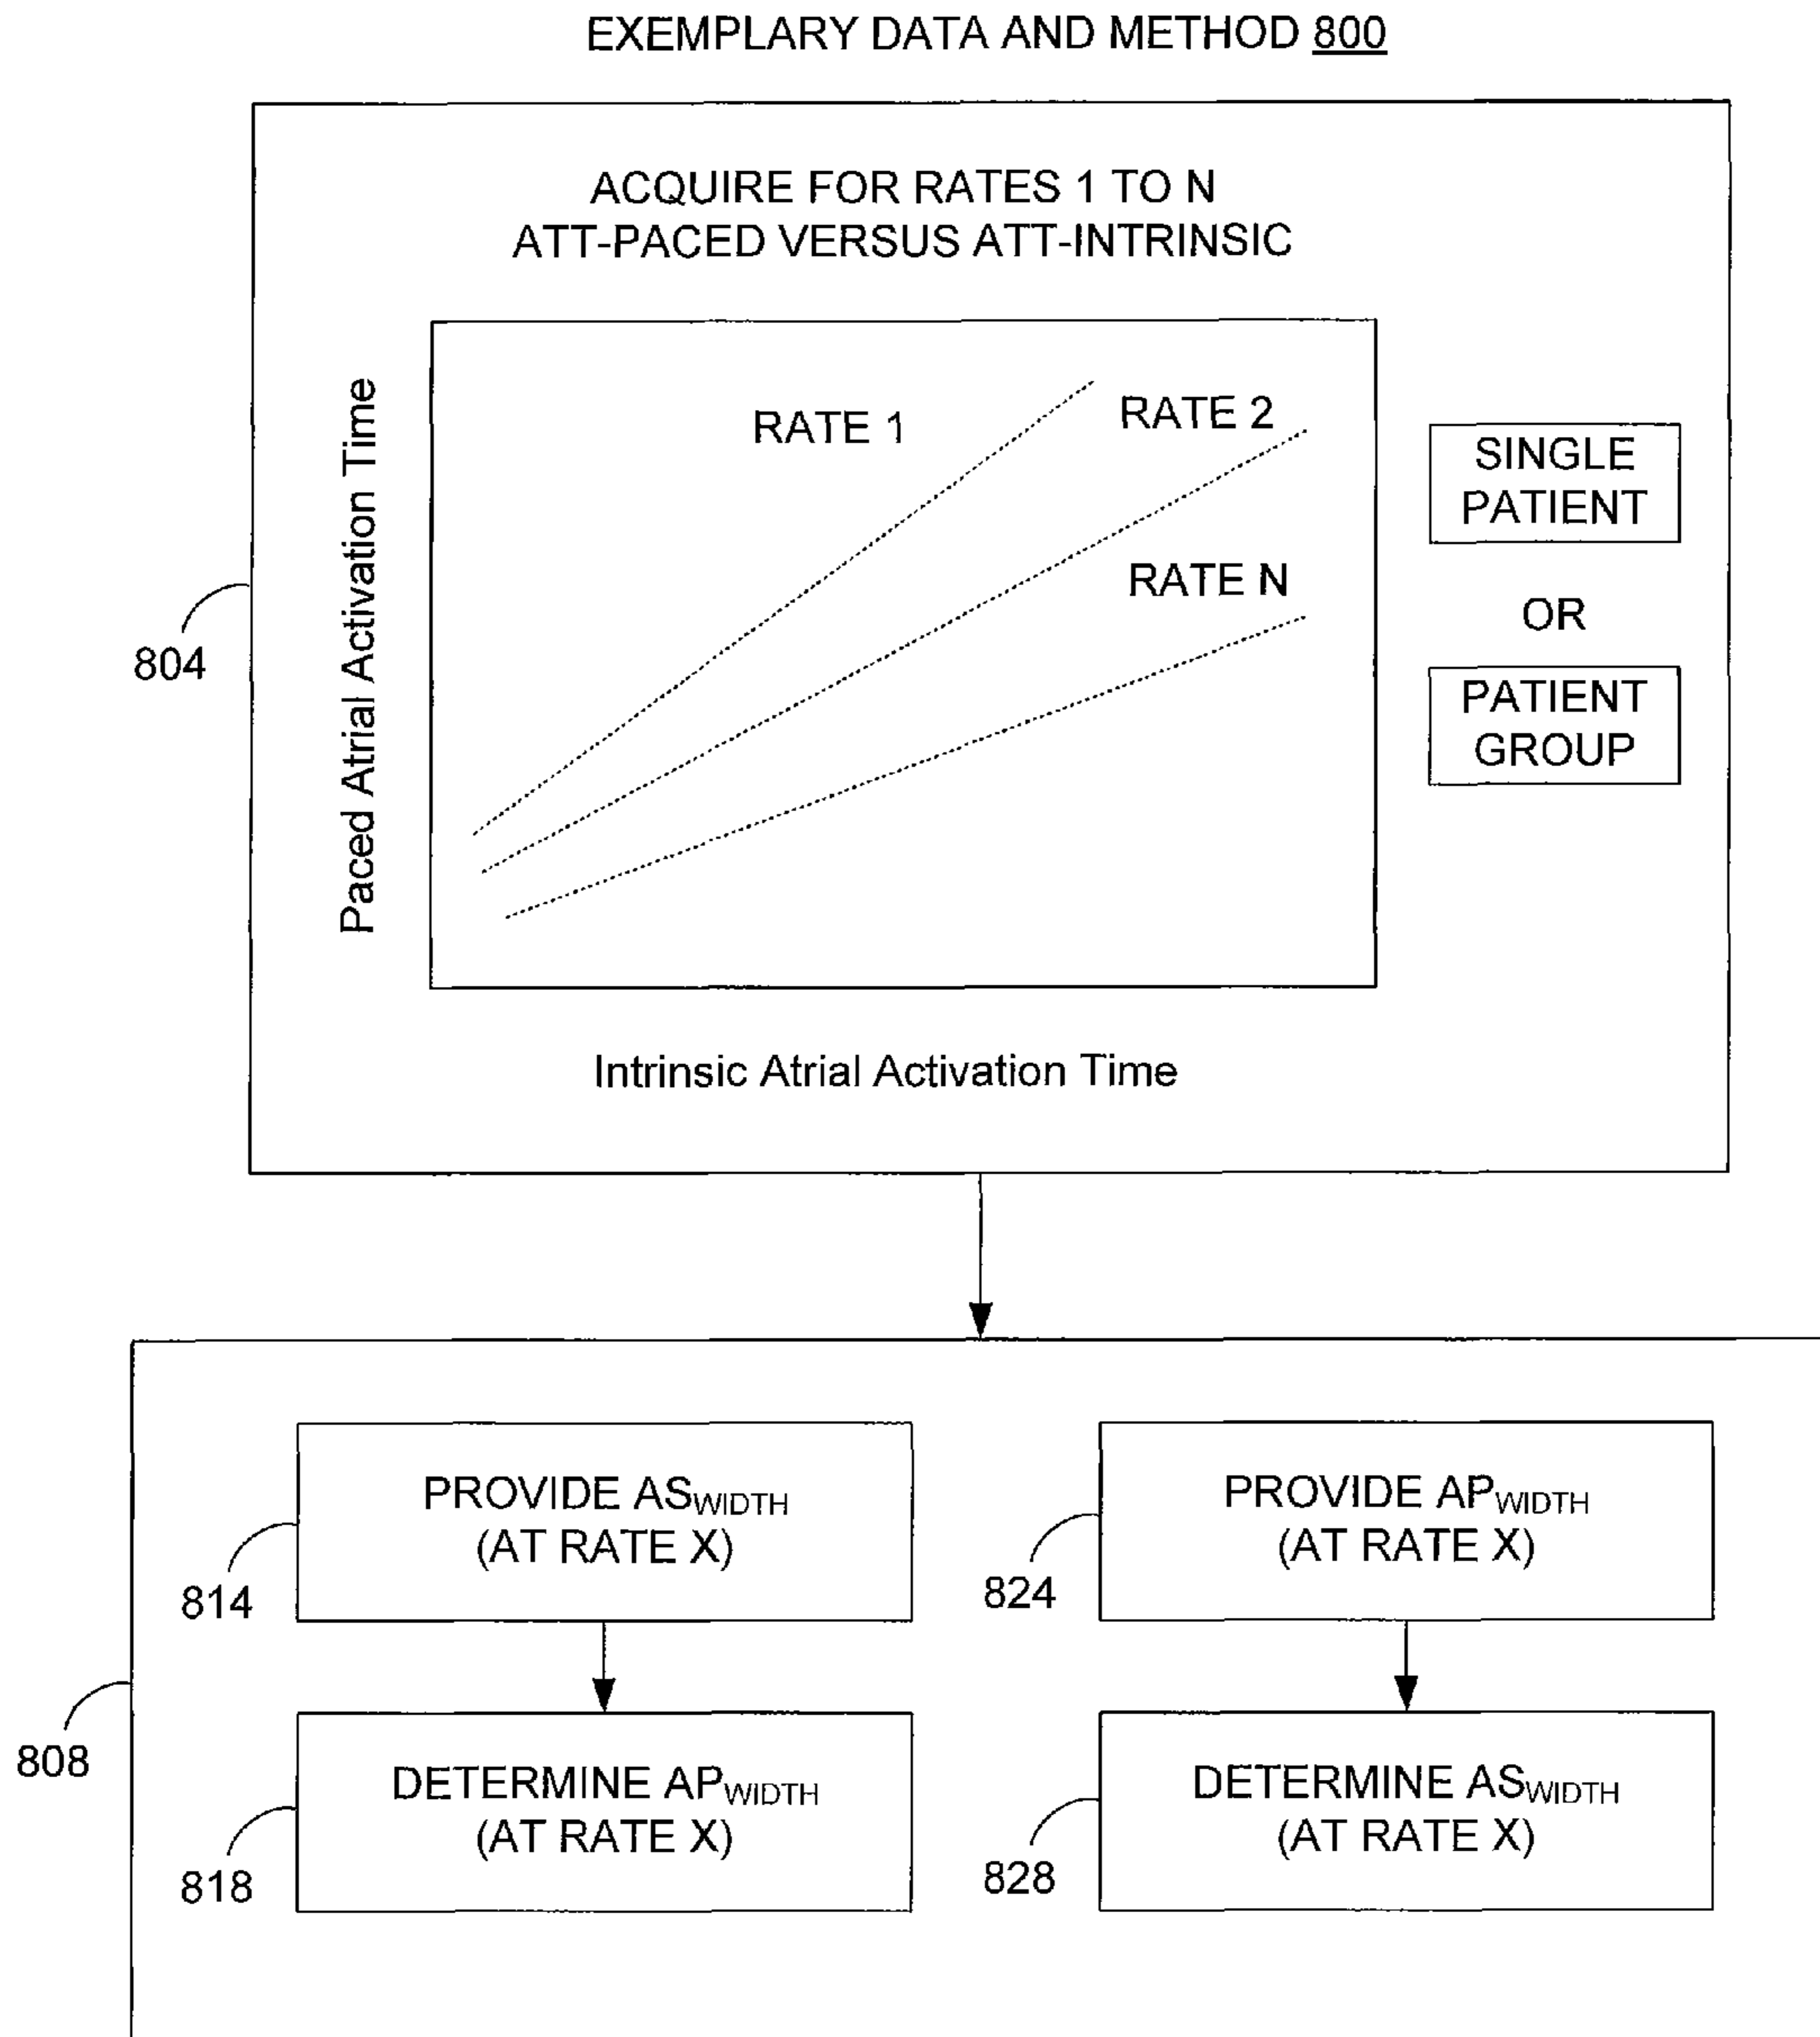 EXEMPLARY DATA AND METHOD 800
ACQUIRE FOR RATES 1 TO N
ATT-PACED VERSUS ATT-INTRINSIC
Paced Atrial Activation Time
RATE 1
RATE 2
RATE N
SINGLE
PATIENT
OR
PATIENT
GROUP
804
Intrinsic Atrial Activation Time
PROVIDE ASWIDTH
(AT RATE X)
814
PROVIDE APWIDTH
(AT RATE X)
824
808
DETERMINE APWIDTH
(AT RATE X)
818
DETERMINE ASWIDTH
(AT RATE X)
828